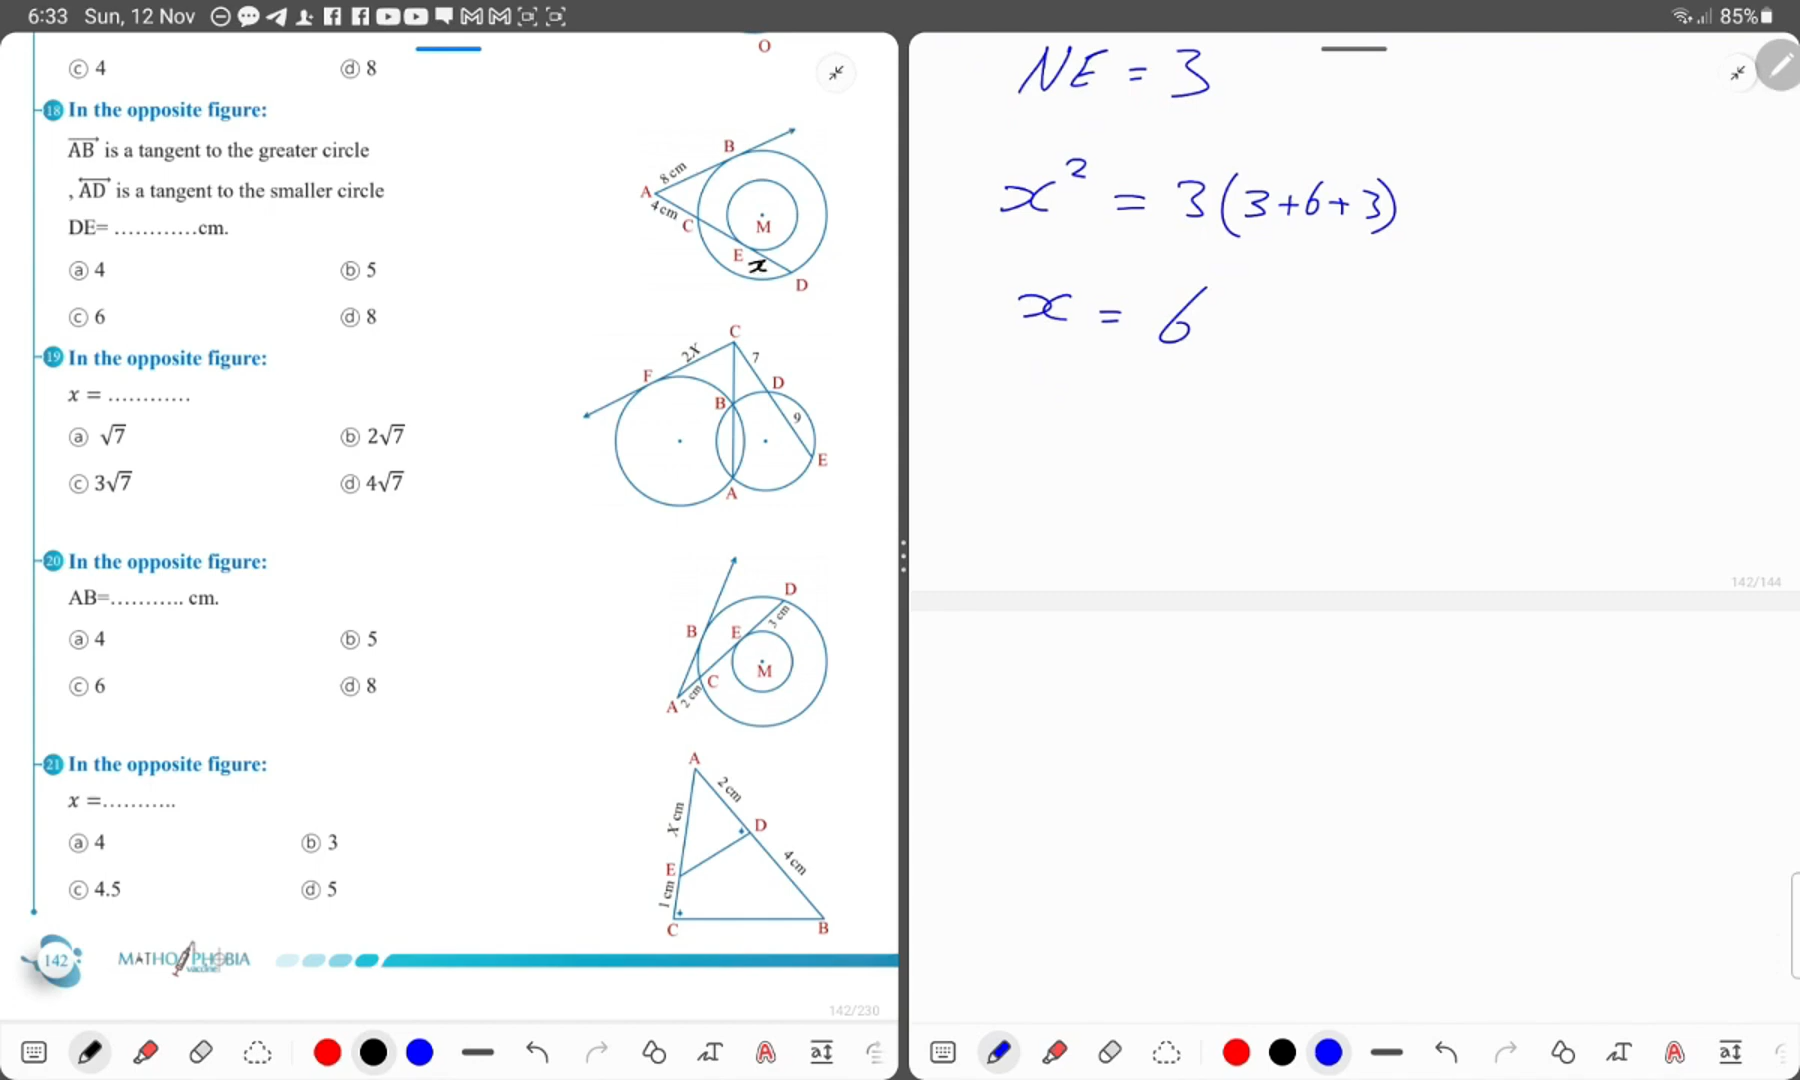 6:33 Sun, 12 Nov
85%
O
c 4
d 8
18 In the opposite figure:
AB is a tangent to the greater circle
, AD is a tangent to the smaller circle
DE= ............cm.
a 4
b 5
c 6
d 8
B
8 cm
A
4 cm
C
M
E
x
D
19 In the opposite figure:
x = ............
a √7
b 2√7
c 3√7
d 4√7
C
2X
7
F
D
B
9
E
A
20 In the opposite figure:
AB=........... cm.
a 4
b 5
c 6
d 8
D
3 cm
B
E
M
C
A
2 cm
21 In the opposite figure:
x =...........
a 4
b 3
c 4.5
d 5
A
2 cm
X cm
D
4 cm
E
1 cm
C
B
142
MATHOPHOBIA
vaccine
142/230
NE = 3
x² = 3(3+6+3)
x = 6
142/144